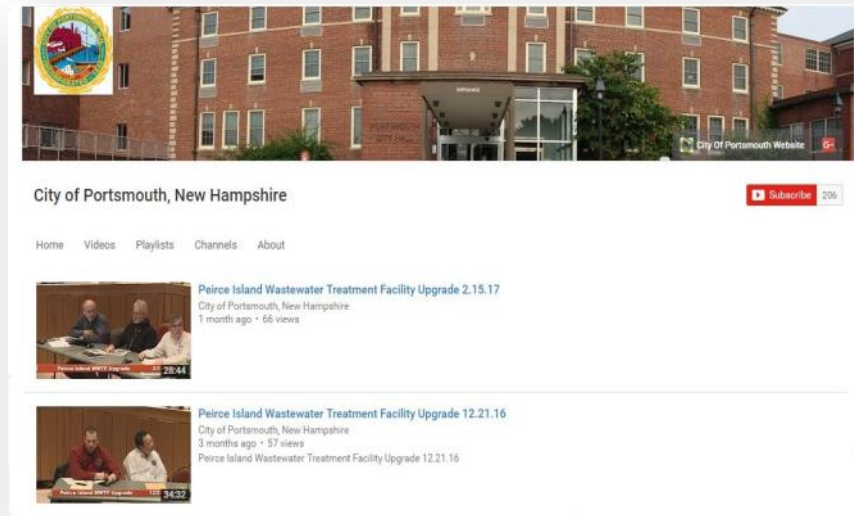 ENTRANCE
CITY HALL
City Of Portsmouth Website G+
City of Portsmouth, New Hampshire
Subscribe 206
Home Videos Playlists Channels About
Peirce Island Wastewater Treatment Facility Upgrade 2.15.17
City of Portsmouth, New Hampshire
1 month ago • 66 views
Peirce Island WWTF Upgrade 28:44
Peirce Island Wastewater Treatment Facility Upgrade 12.21.16
City of Portsmouth, New Hampshire
3 months ago • 57 views
Peirce Island Wastewater Treatment Facility Upgrade 12.21.16
Peirce Island WWTF Upgrade 34:32